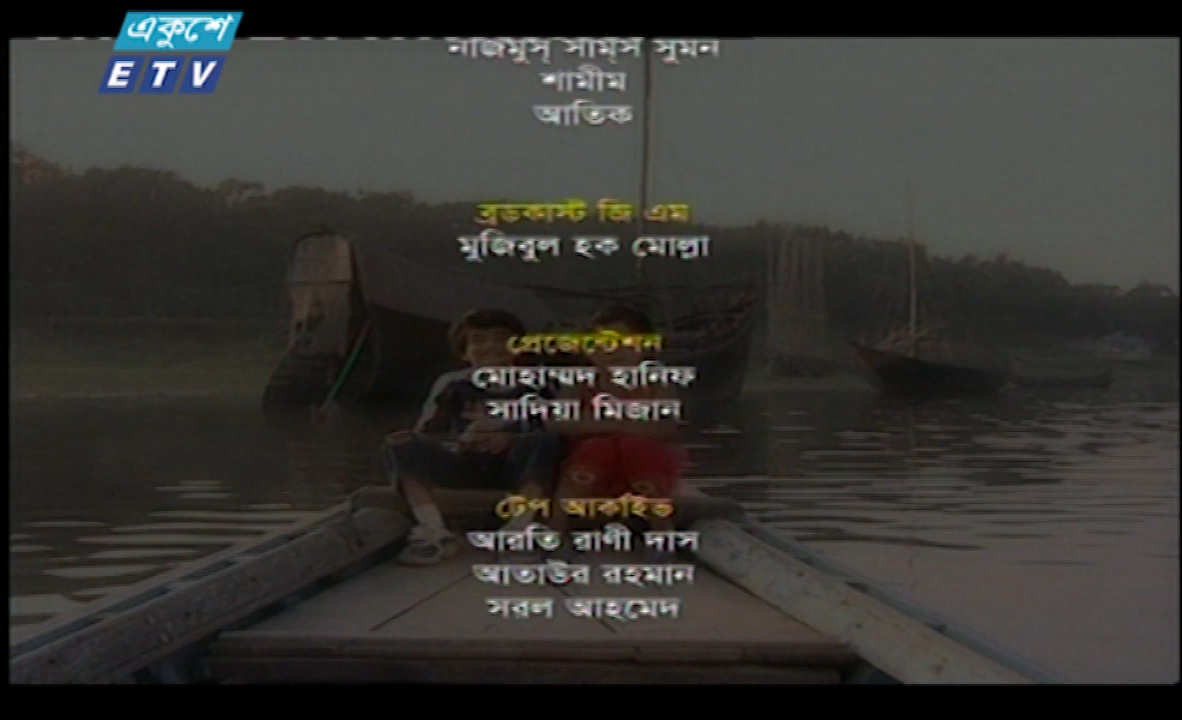 একুশে
ETV
নাজমুস্ সাম্স সুমন
শামীম
আতিক
ব্রডকাস্ট জি এম
মুজিবুল হক মোল্লা
প্রেজেন্টেশন
মোহাম্মদ হানিফ
সাদিয়া মিজান
টেপ আর্কাইভ
আরতি রাণী দাস
আতাউর রহমান
সরল আহমেদ